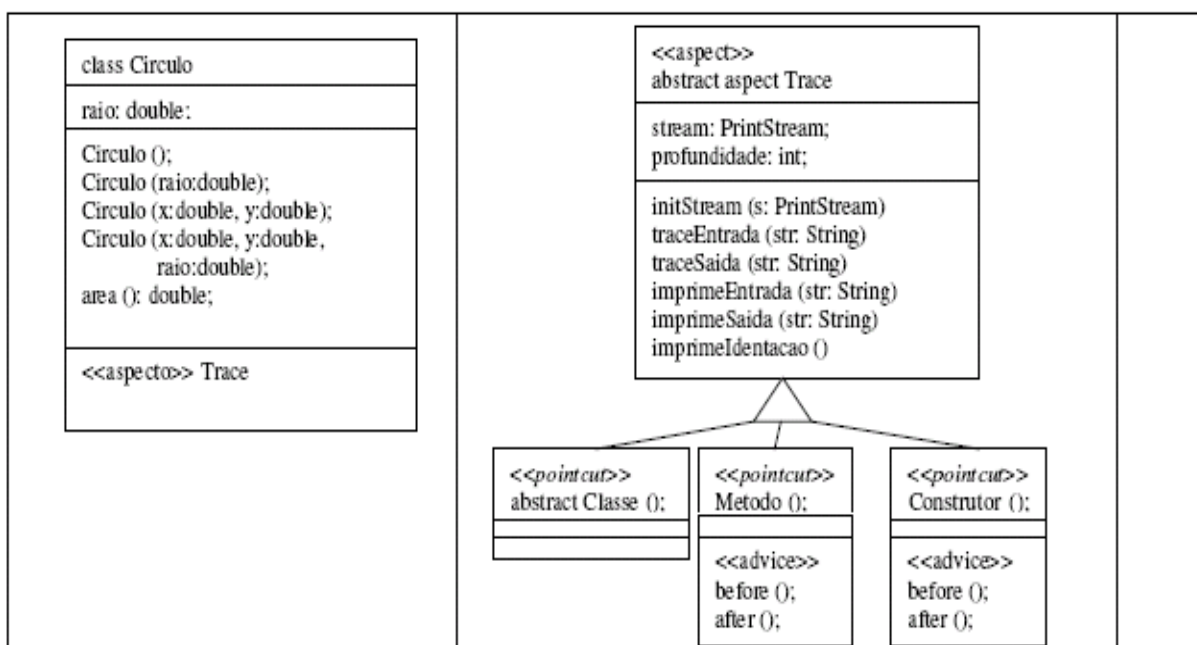 class Circulo
raio: double;
Circulo ();
Circulo (raio:double);
Circulo (x:double, y:double);
Circulo (x:double, y:double,
raio:double);
area (): double;
<<aspecto>> Trace
<<aspect>>
abstract aspect Trace
stream: PrintStream;
profundidade: int;
initStream (s: PrintStream)
traceEntrada (str: String)
traceSaida (str: String)
imprimeEntrada (str: String)
imprimeSaida (str: String)
imprimeIdentacao ()
<<pointcut>>
abstract Classe ();
<<pointcut>>
Metodo ();
<<advice>>
before ();
after ();
<<pointcut>>
Construtor ();
<<advice>>
before ();
after ();